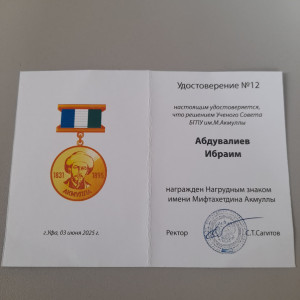 1831
1895
АКМУЛЛА
г.Уфа, 03 июня 2025 г.
Удостоверение №12
настоящим удостоверяется,
что решением Ученого Совета
БГПУ им.М.Акмуллы
Абдувалиев
Ибраим
награжден Нагрудным знаком
имени Мифтахетдина Акмуллы
Ректор
С.Т.Сагитов